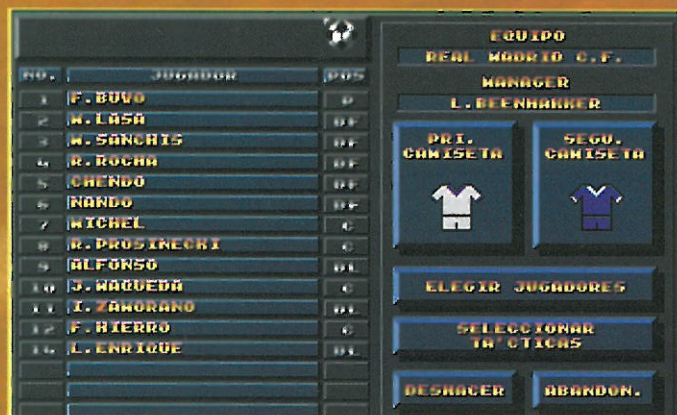 NO. JUGADOR POS
1 F.BUYO P
2 M.LASA DF
3 M.SANCHIS DF
4 R.ROCHA DF
5 CHENDO DF
6 NANDO DF
7 MICHEL C
8 R.PROSINECKI C
9 ALFONSO DL
10 J.MAQUEDA C
11 I.ZAMORANO DL
12 F.HIERRO C
14 L.ENRIQUE DL
EQUIPO
REAL MADRID C.F.
MANAGER
L.BEENHAKKER
PRI.
CAMISETA
SEGU.
CAMISETA
ELEGIR JUGADORES
SELECCIONAR
TA'CTICAS
DESHACER
ABANDON.